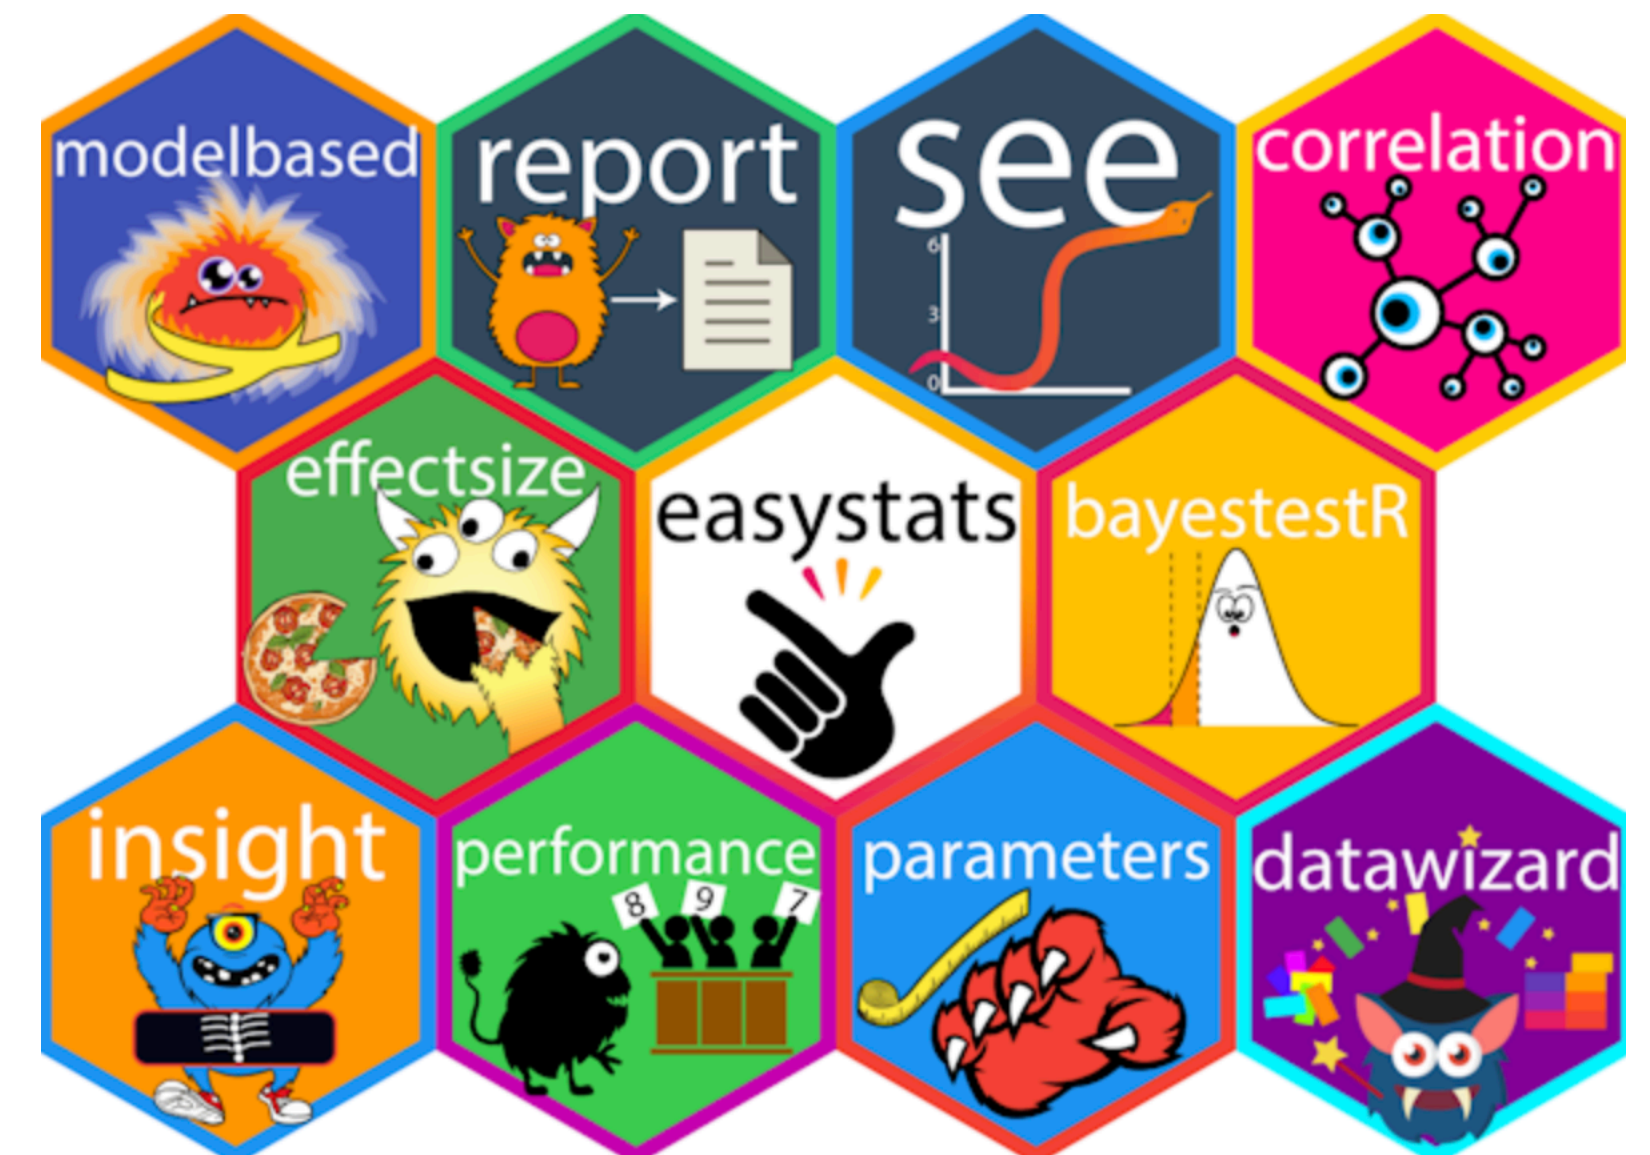 modelbased
report
see
correlation
6
3
0
effectsize
easystats
bayestestR
insight
performance
parameters
datawizard
8 9 7